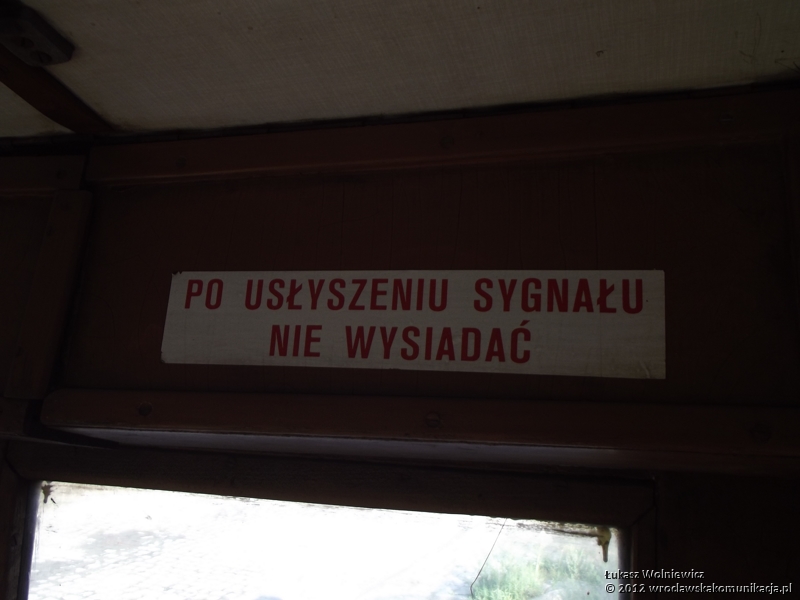 PO USŁYSZENIU SYGNAŁU
NIE WYSIADAĆ
Łukasz Wolniewicz
© 2012 wroclawskakomunikacja.pl